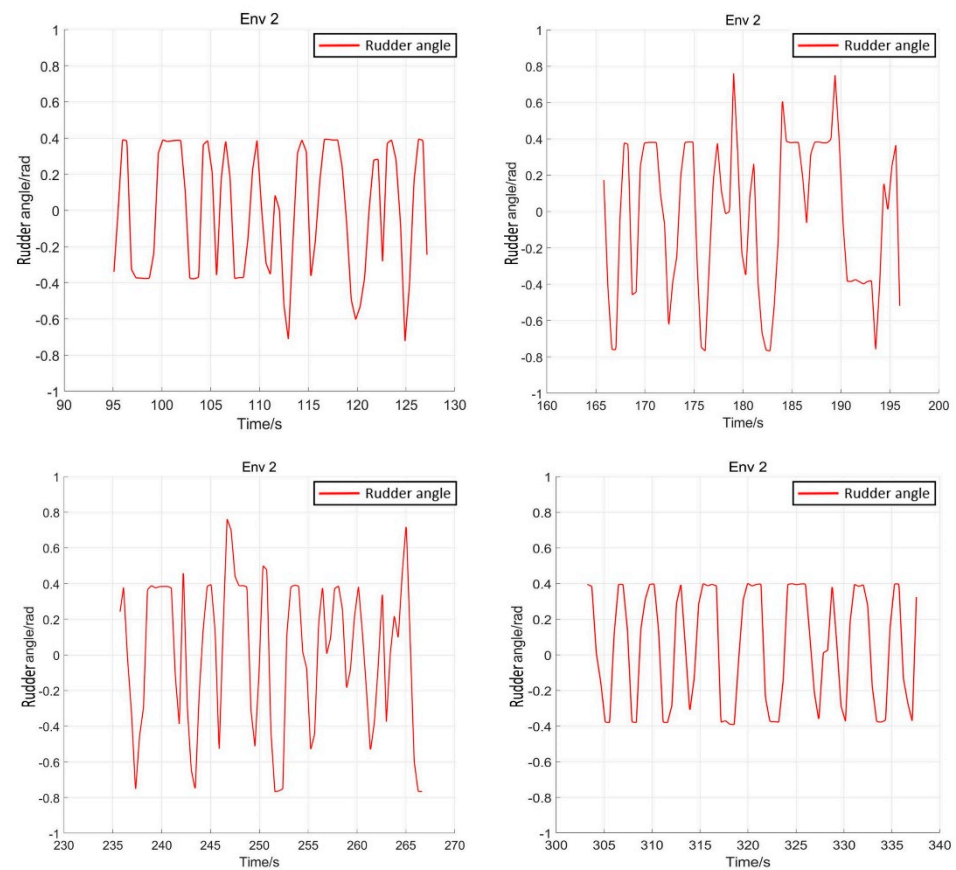 Env 2
Rudder angle
1
0.8
0.6
0.4
0.2
0
-0.2
-0.4
-0.6
-0.8
-1
Rudder angle/rad
90 95 100 105 110 115 120 125 130
Time/s
Env 2
Rudder angle
1
0.8
0.6
0.4
0.2
0
-0.2
-0.4
-0.6
-0.8
-1
Rudder angle/rad
160 165 170 175 180 185 190 195 200
Time/s
Env 2
Rudder angle
1
0.8
0.6
0.4
0.2
0
-0.2
-0.4
-0.6
-0.8
-1
Rudder angle/rad
230 235 240 245 250 255 260 265 270
Time/s
Env 2
Rudder angle
1
0.8
0.6
0.4
0.2
0
-0.2
-0.4
-0.6
-0.8
-1
Rudder angle/rad
300 305 310 315 320 325 330 335 340
Time/s